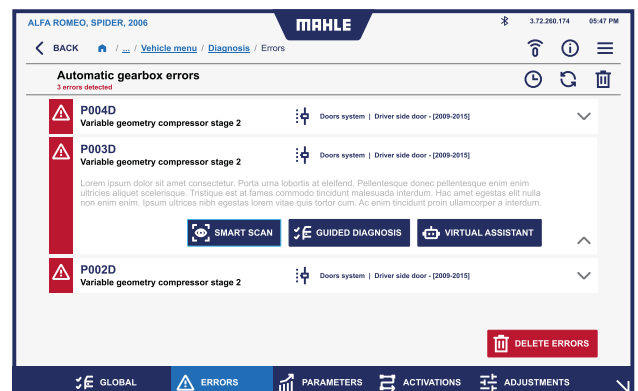 ALFA ROMEO, SPIDER, 2006
MAHLE
3.72.260.174 05:47 PM
BACK / ... / Vehicle menu / Diagnosis / Errors
Automatic gearbox errors
3 errors detected
P004D
Variable geometry compressor stage 2
Doors system | Driver side door - [2009-2015]
P003D
Variable geometry compressor stage 2
Doors system | Driver side door - [2009-2015]
Lorem ipsum dolor sit amet consectetur. Porta urna lobortis at eleifend. Pellentesque donec pellentesque enim enim
ultricies aliquet scelerisque. Tristique est at fames commodo tincidunt malesuada interdum. Hac amet egestas elit nulla
non enim enim. Ipsum ultrices nibh egestas lorem vitae quis tortor cum. Ac enim tincidunt proin ullamcorper a interdum.
SMART SCAN
GUIDED DIAGNOSIS
VIRTUAL ASSISTANT
P002D
Variable geometry compressor stage 2
Doors system | Driver side door - [2009-2015]
DELETE ERRORS
GLOBAL
ERRORS
PARAMETERS
ACTIVATIONS
ADJUSTMENTS